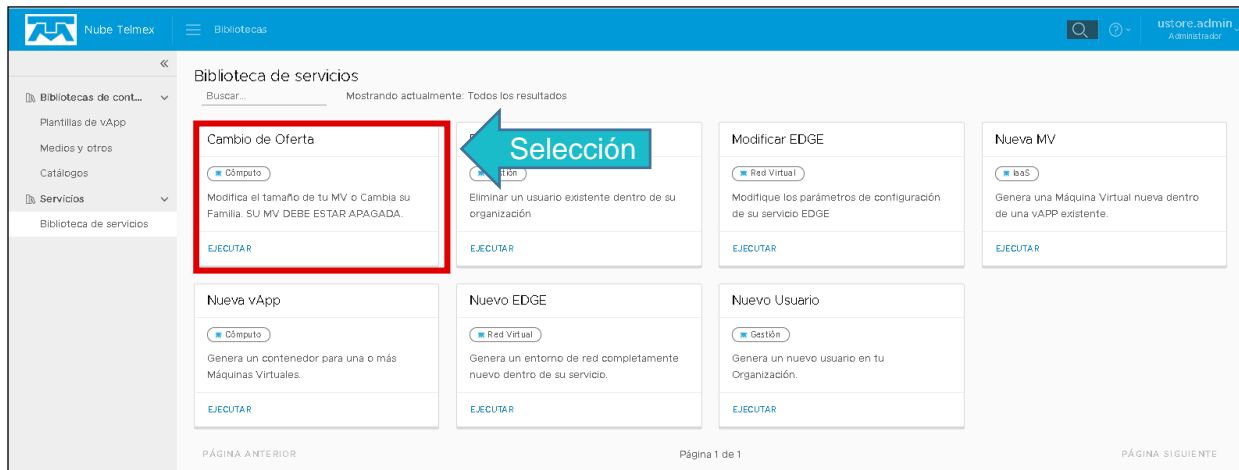 Nube Telmex
Bibliotecas
ustore.admin
Administrador
Bibliotecas de cont...
Plantillas de vApp
Medios y otros
Catálogos
Servicios
Biblioteca de servicios
Biblioteca de servicios
Buscar...
Mostrando actualmente: Todos los resultados
Cambio de Oferta
Cómputo
Modifica el tamaño de tu MV o Cambia su
Familia. SU MV DEBE ESTAR APAGADA.
EJECUTAR
Selección
Eliminar un usuario existente dentro de su
organización
EJECUTAR
Modificar EDGE
Red Virtual
Modifique los parámetros de configuración
de su servicio EDGE
EJECUTAR
Nueva MV
IaaS
Genera una Máquina Virtual nueva dentro
de una vAPP existente.
EJECUTAR
Nueva vApp
Cómputo
Genera un contenedor para una o más
Máquinas Virtuales.
EJECUTAR
Nuevo EDGE
Red Virtual
Genera un entorno de red completamente
nuevo dentro de su servicio.
EJECUTAR
Nuevo Usuario
Gestión
Genera un nuevo usuario en tu
Organización.
EJECUTAR
PÁGINA ANTERIOR
Página 1 de 1
PÁGINA SIGUIENTE